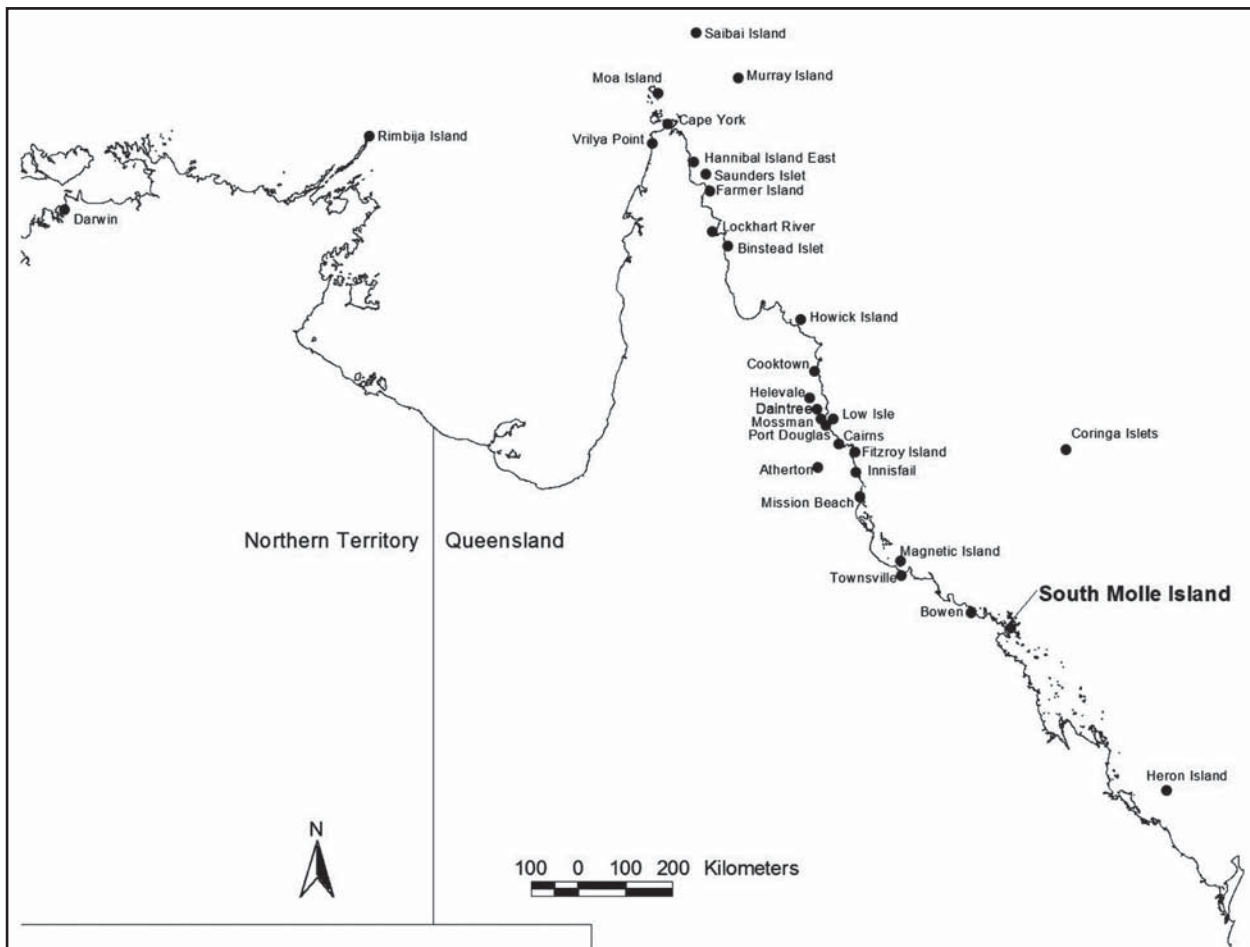 Saibai Island
Murray Island
Moa Island
Cape York
Rimbija Island
Vrilya Point
Hannibal Island East
Saunders Islet
Farmer Island
Darwin
Lockhart River
Binstead Islet
Howick Island
Cooktown
Helevale
Daintree
Low Isle
Mossman
Port Douglas
Cairns
Coringa Islets
Fitzroy Island
Atherton
Innisfail
Mission Beach
Northern Territory
Queensland
Magnetic Island
Townsville
South Molle Island
Bowen
Heron Island
N
100 0 100 200 Kilometers